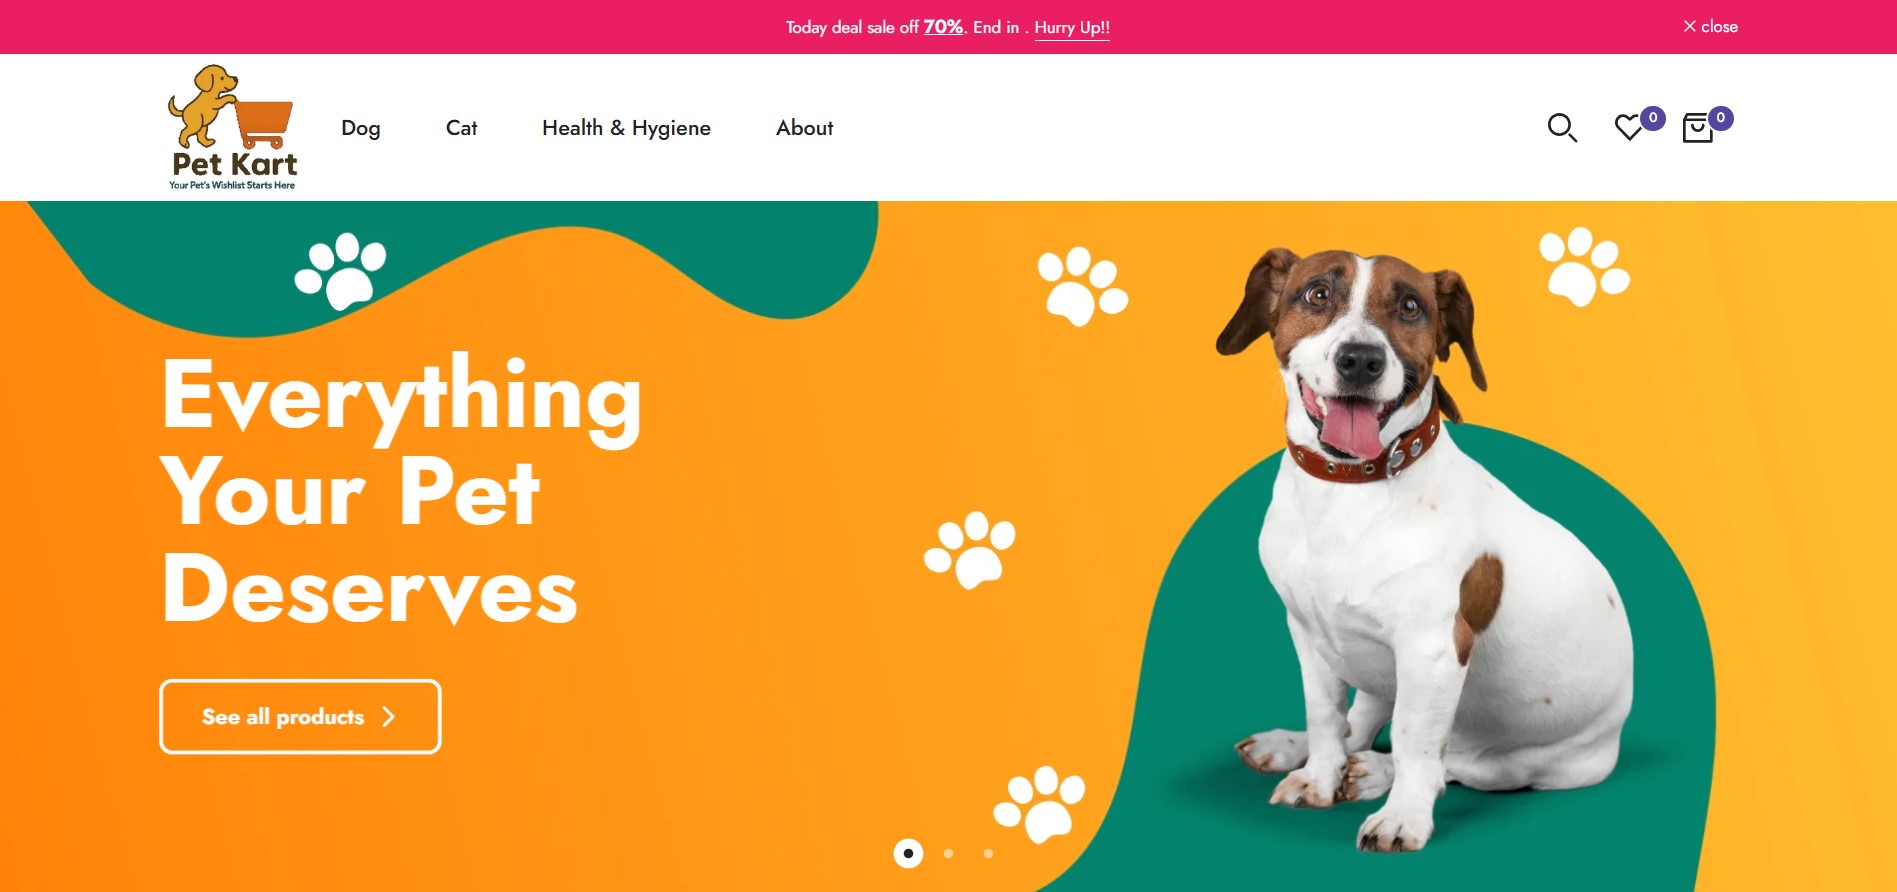 Today deal sale off 70%. End in . Hurry Up!!
close
Pet Kart
Your Pet's Wishlist Starts Here
Dog
Cat
Health & Hygiene
About
0
0
Everything
Your Pet
Deserves
See all products